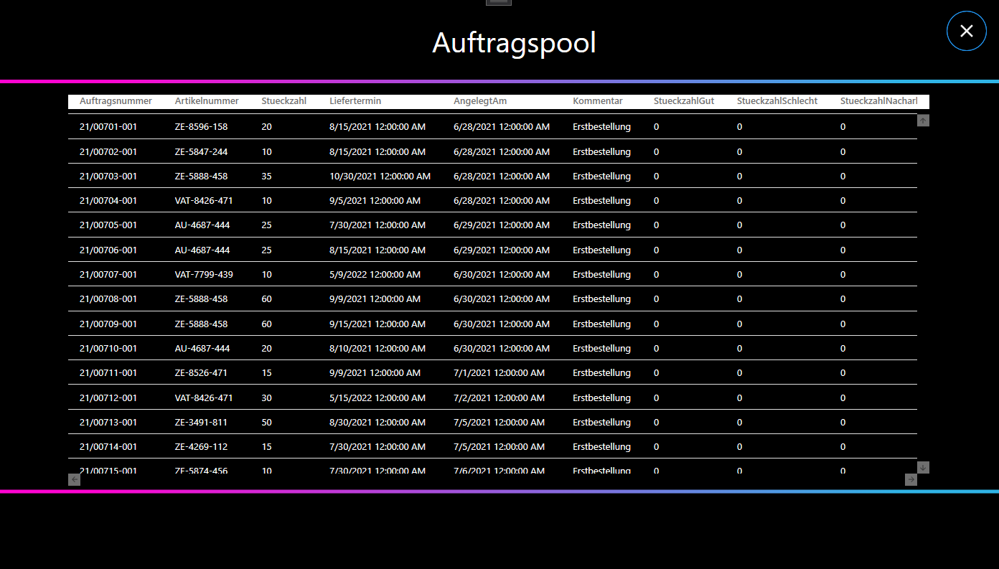 Auftragspool
Auftragsnummer Artikelnummer Stueckzahl Liefertermin AngelegtAm Kommentar StueckzahlGut StueckzahlSchlecht StueckzahlNacharl
21/00701-001 ZE-8596-158 20 8/15/2021 12:00:00 AM 6/28/2021 12:00:00 AM Erstbestellung 0 0 0
21/00702-001 ZE-5847-244 10 8/15/2021 12:00:00 AM 6/28/2021 12:00:00 AM Erstbestellung 0 0 0
21/00703-001 ZE-5888-458 35 10/30/2021 12:00:00 AM 6/28/2021 12:00:00 AM Erstbestellung 0 0 0
21/00704-001 VAT-8426-471 10 9/5/2021 12:00:00 AM 6/28/2021 12:00:00 AM Erstbestellung 0 0 0
21/00705-001 AU-4687-444 25 7/30/2021 12:00:00 AM 6/29/2021 12:00:00 AM Erstbestellung 0 0 0
21/00706-001 AU-4687-444 25 8/15/2021 12:00:00 AM 6/29/2021 12:00:00 AM Erstbestellung 0 0 0
21/00707-001 VAT-7799-439 10 5/9/2022 12:00:00 AM 6/30/2021 12:00:00 AM Erstbestellung 0 0 0
21/00708-001 ZE-5888-458 60 9/9/2021 12:00:00 AM 6/30/2021 12:00:00 AM Erstbestellung 0 0 0
21/00709-001 ZE-5888-458 60 9/15/2021 12:00:00 AM 6/30/2021 12:00:00 AM Erstbestellung 0 0 0
21/00710-001 AU-4687-444 20 8/10/2021 12:00:00 AM 6/30/2021 12:00:00 AM Erstbestellung 0 0 0
21/00711-001 ZE-8526-471 15 9/9/2021 12:00:00 AM 7/1/2021 12:00:00 AM Erstbestellung 0 0 0
21/00712-001 VAT-8426-471 30 5/15/2022 12:00:00 AM 7/2/2021 12:00:00 AM Erstbestellung 0 0 0
21/00713-001 ZE-3491-811 50 8/30/2021 12:00:00 AM 7/5/2021 12:00:00 AM Erstbestellung 0 0 0
21/00714-001 ZE-4269-112 15 7/30/2021 12:00:00 AM 7/5/2021 12:00:00 AM Erstbestellung 0 0 0
21/00715-001 ZE-5874-456 10 7/30/2021 12:00:00 AM 7/6/2021 12:00:00 AM Erstbestellung 0 0 0